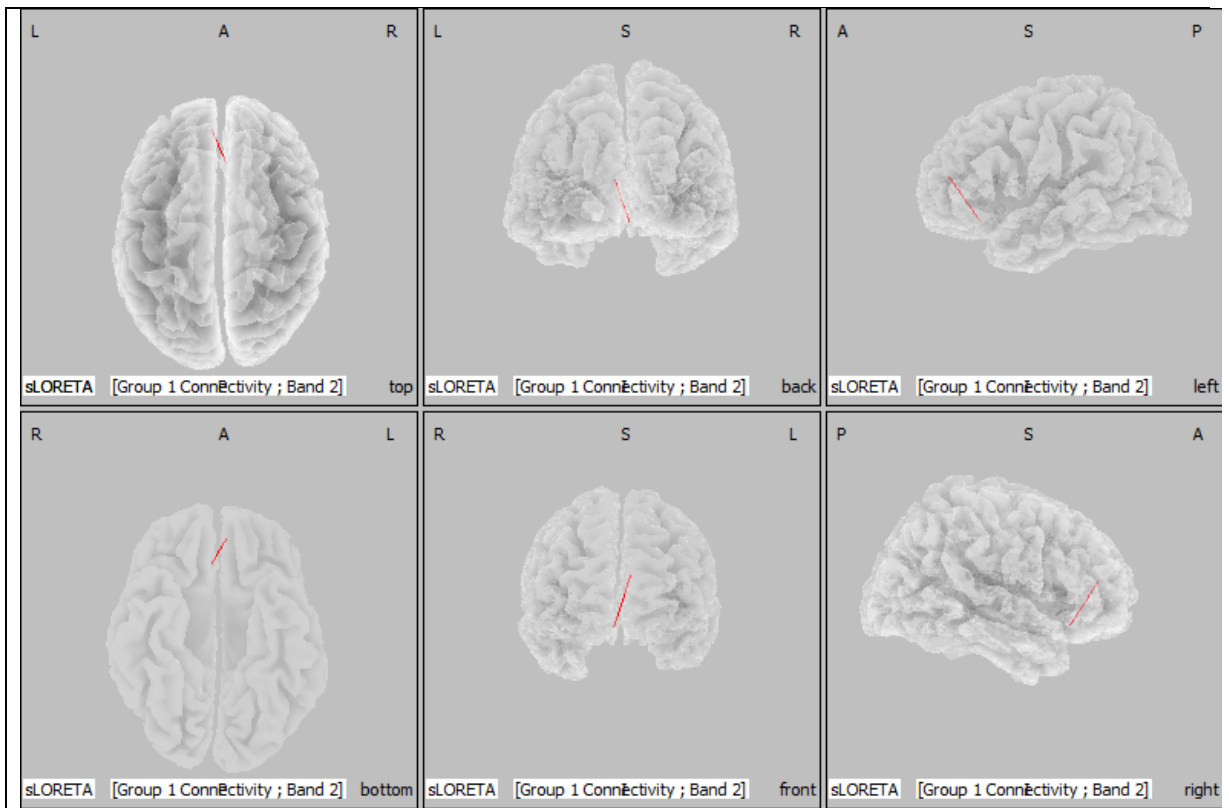 L A R
L S R
A S P
sLORETA [Group 1 Connectivity ; Band 2] top
sLORETA [Group 1 Connectivity ; Band 2] back
sLORETA [Group 1 Connectivity ; Band 2] left
R A L
R S L
P S A
sLORETA [Group 1 Connectivity ; Band 2] bottom
sLORETA [Group 1 Connectivity ; Band 2] front
sLORETA [Group 1 Connectivity ; Band 2] right